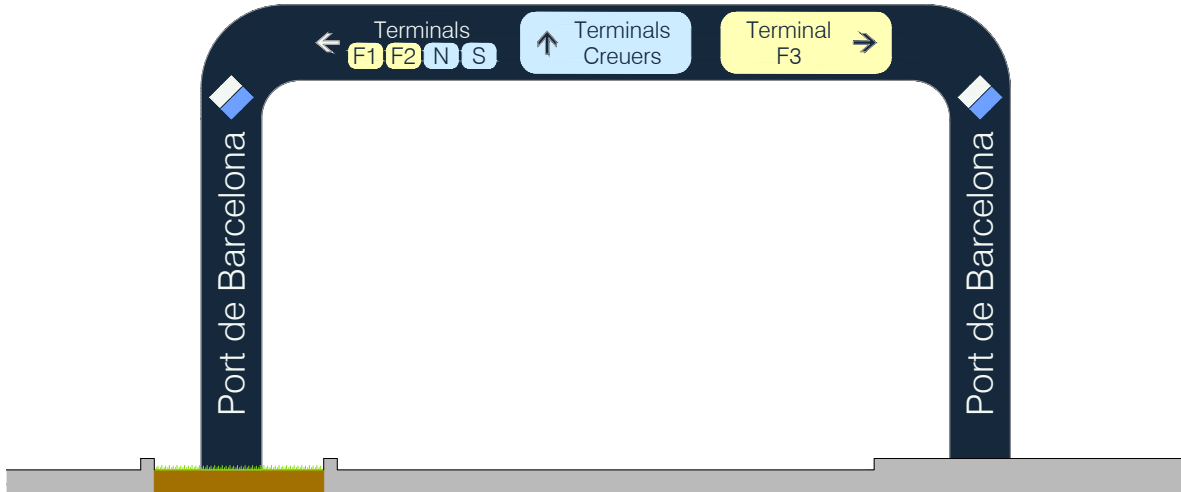 Terminals
F1 F2 N S
Terminals
Creuers
Terminal
F3
Port de Barcelona
Port de Barcelona